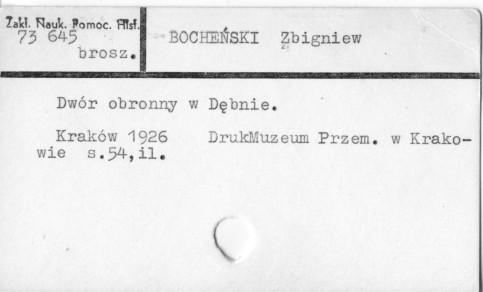 Zakł. Nauk. Pomoc. Hist.
73 645
brosz.
BOCHEŃSKI Zbigniew
Dwór obronny w Dębnie.
Kraków 1926 DrukMuzeum Przem. w Krako-
wie s.54,il.